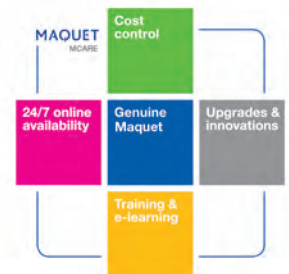 MAQUET
MCARE
Cost
control
24/7 online
availability
Genuine
Maquet
Upgrades &
innovations
Training &
e-learning